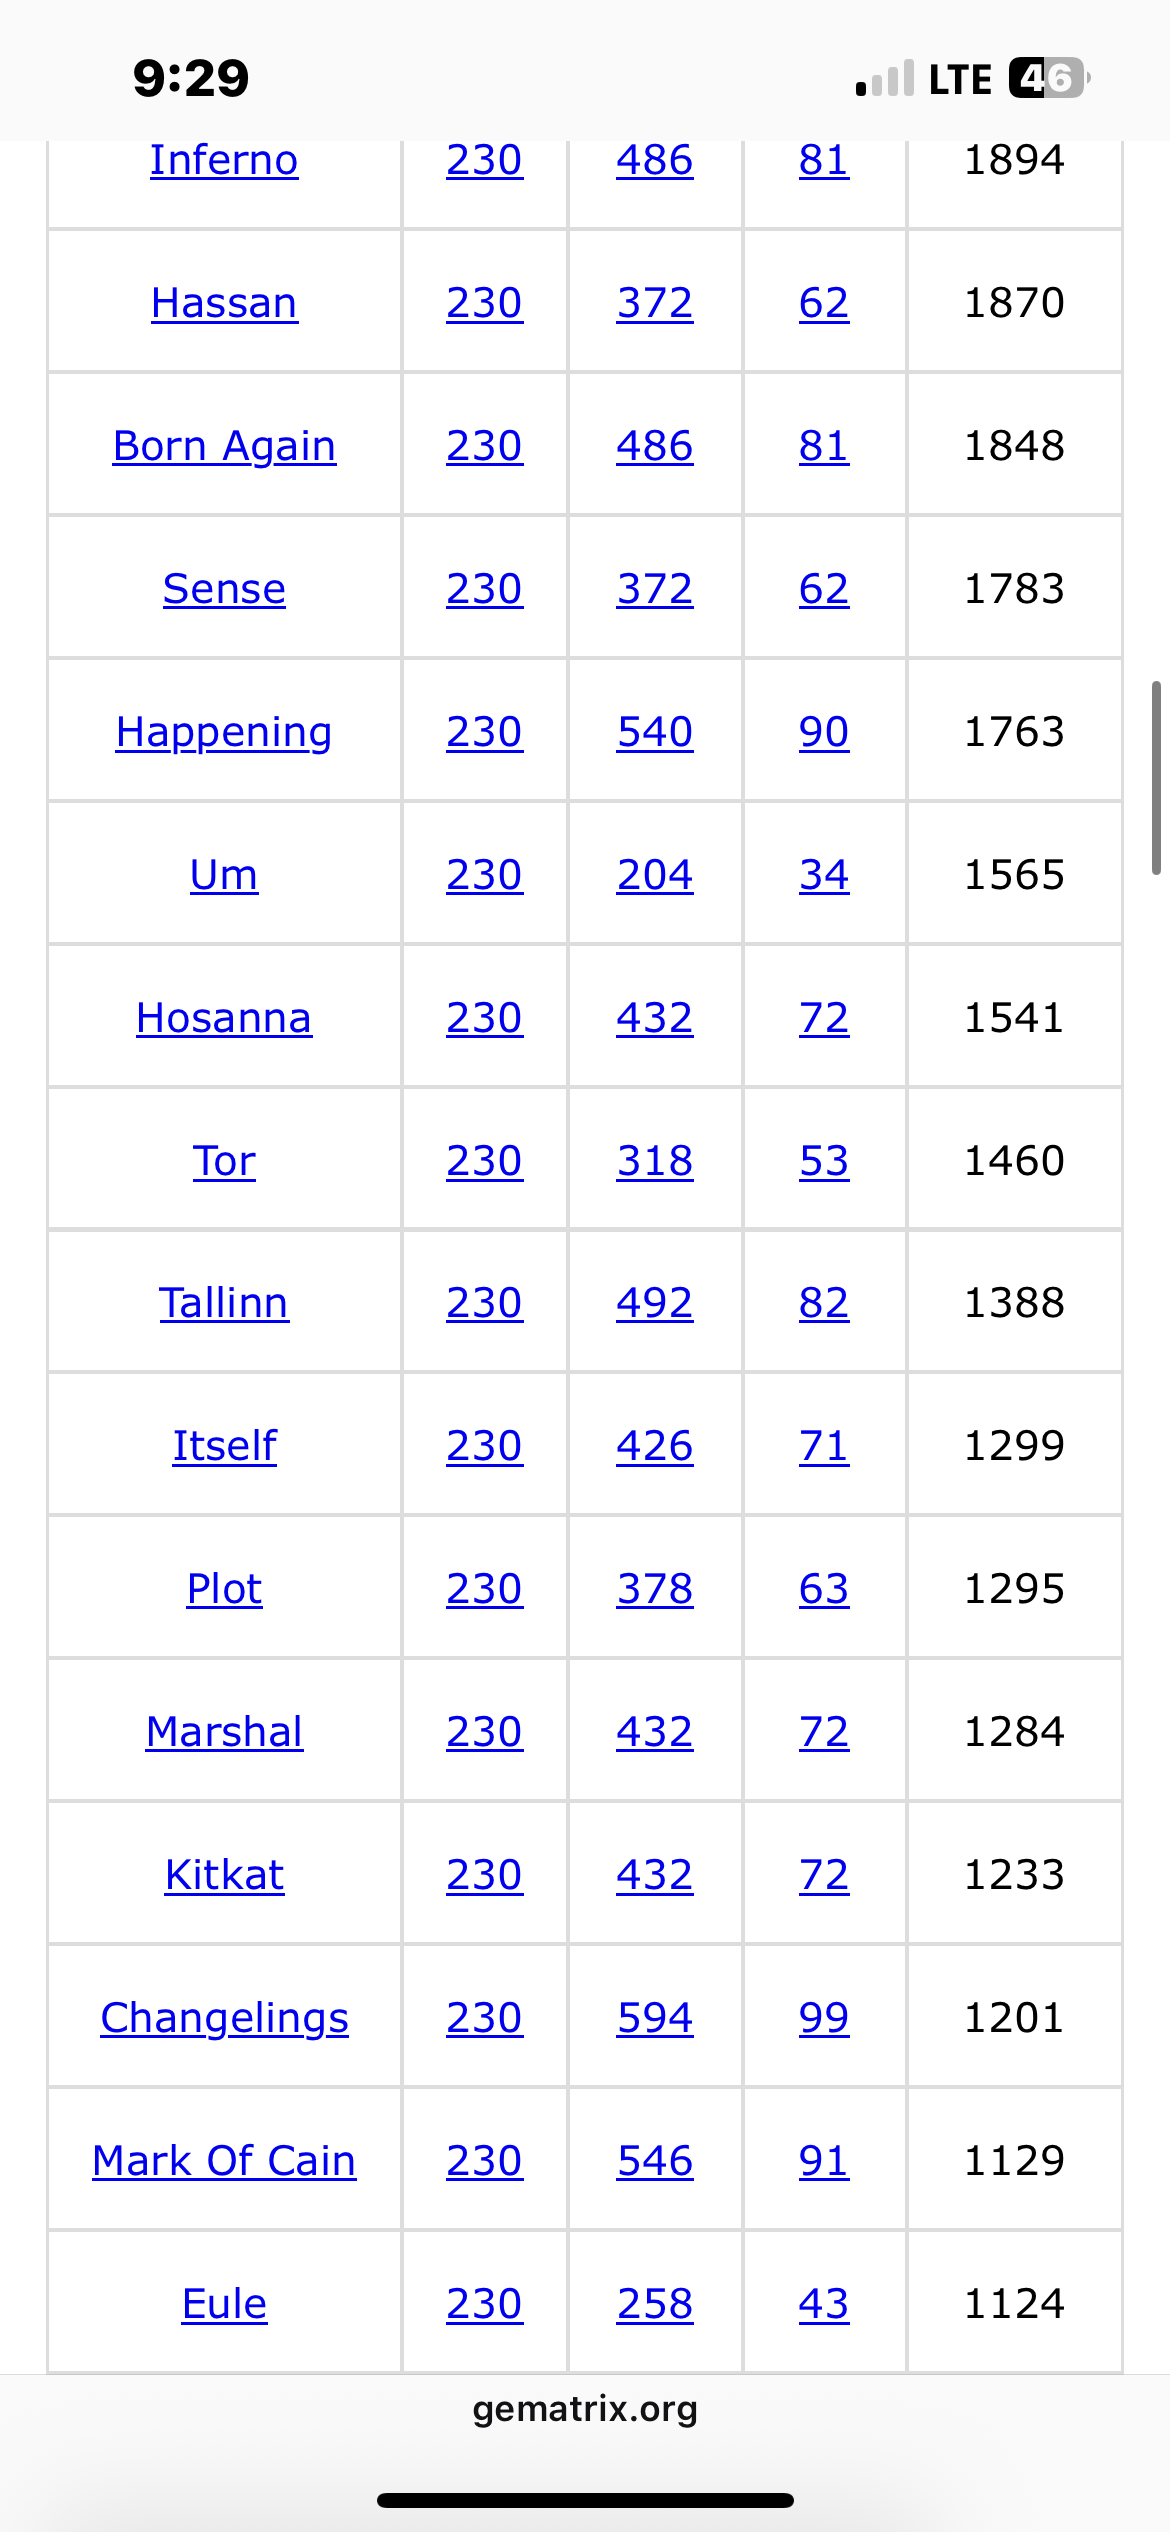 9:29 LTE 46
Inferno 230 486 81 1894
Hassan 230 372 62 1870
Born Again 230 486 81 1848
Sense 230 372 62 1783
Happening 230 540 90 1763
Um 230 204 34 1565
Hosanna 230 432 72 1541
Tor 230 318 53 1460
Tallinn 230 492 82 1388
Itself 230 426 71 1299
Plot 230 378 63 1295
Marshal 230 432 72 1284
Kitkat 230 432 72 1233
Changelings 230 594 99 1201
Mark Of Cain 230 546 91 1129
Eule 230 258 43 1124
gematrix.org